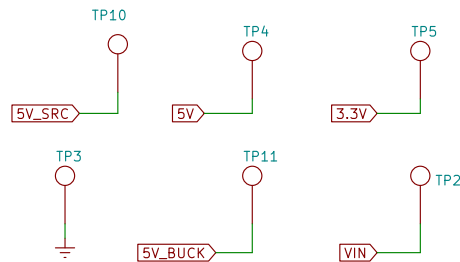 TP10
TP4
TP5
5V_SRC
5V
3.3V
TP3
TP11
TP2
5V_BUCK
VIN